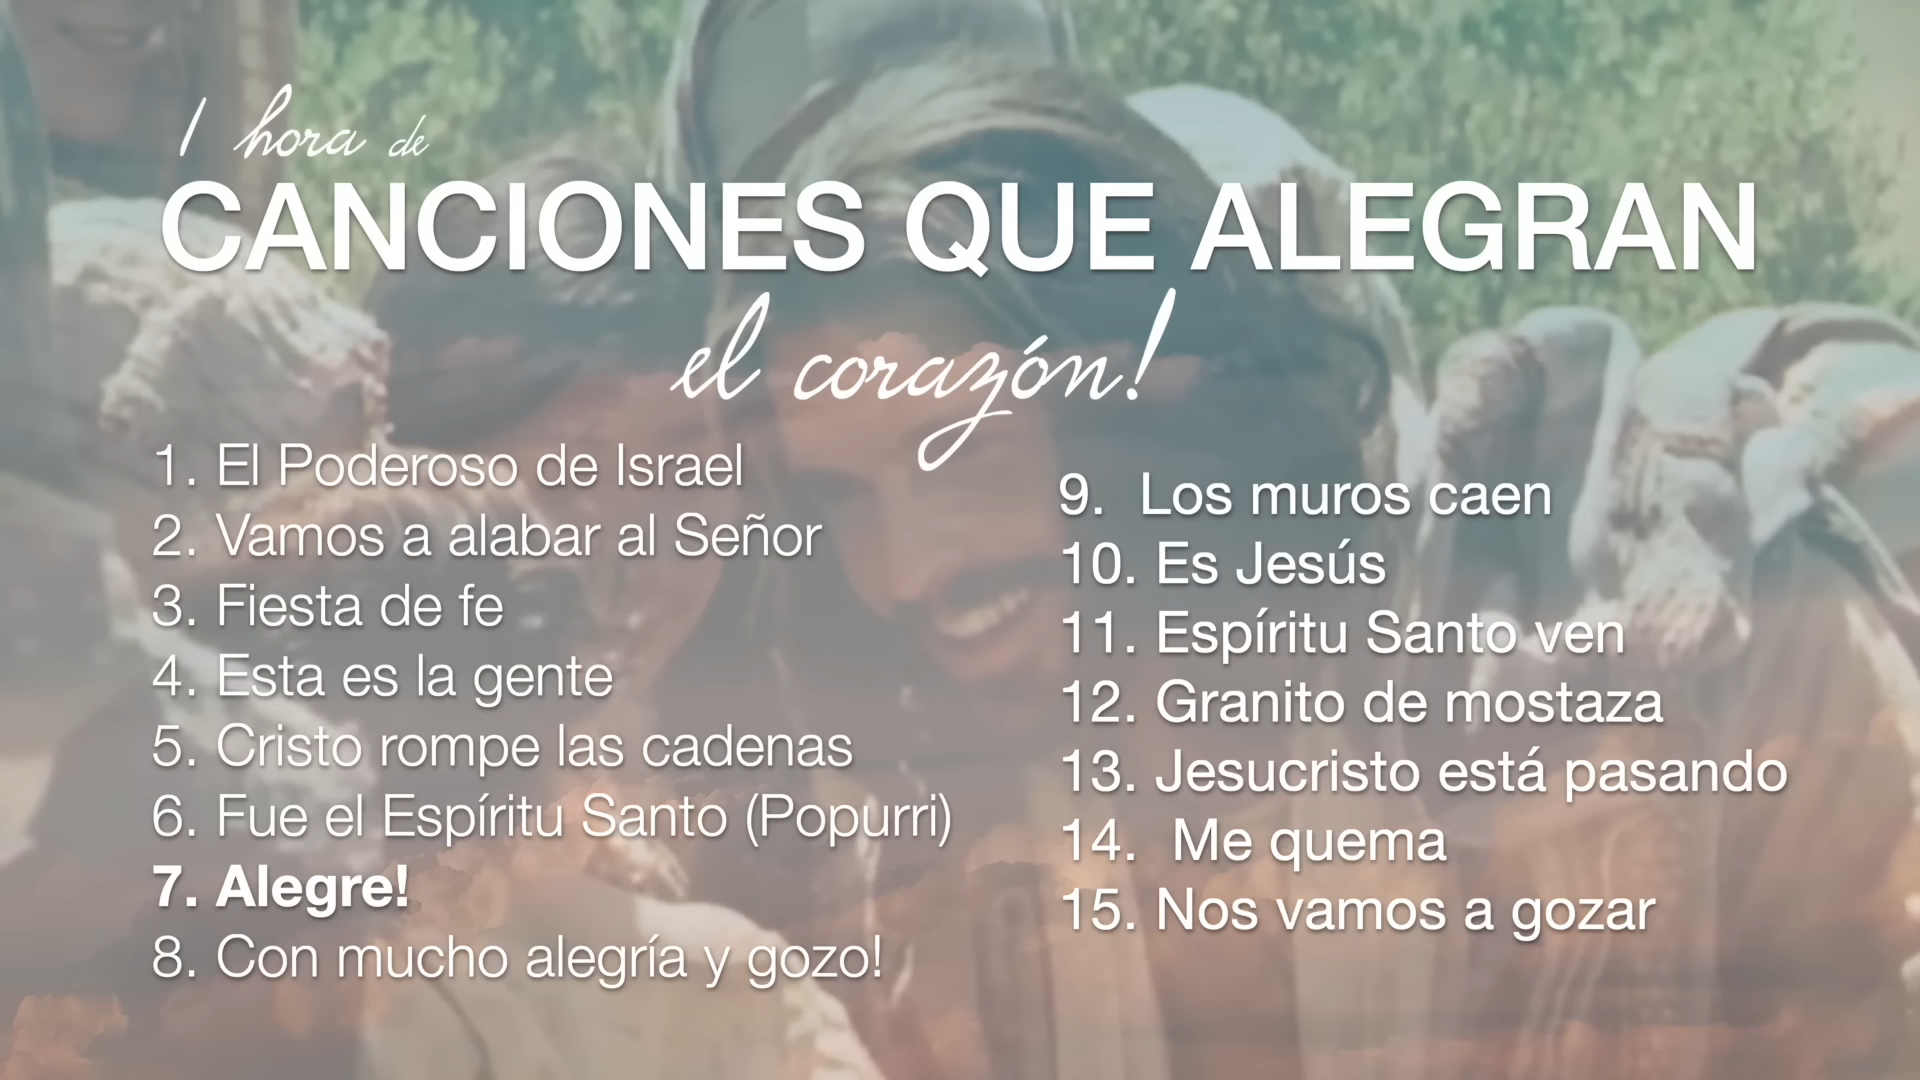 1 hora de
CANCIONES QUE ALEGRAN
el corazón!
1. El Poderoso de Israel
2. Vamos a alabar al Señor
3. Fiesta de fe
4. Esta es la gente
5. Cristo rompe las cadenas
6. Fue el Espíritu Santo (Popurri)
7. Alegre!
8. Con mucho alegría y gozo!
9. Los muros caen
10. Es Jesús
11. Espíritu Santo ven
12. Granito de mostaza
13. Jesucristo está pasando
14. Me quema
15. Nos vamos a gozar